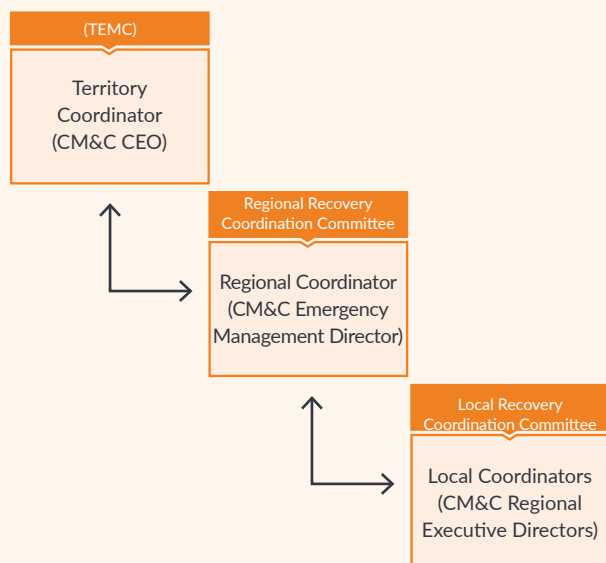 (TEMC)
Territory
Coordinator
(CM&C CEO)
Regional Recovery
Coordination Committee
Regional Coordinator
(CM&C Emergency
Management Director)
Local Recovery
Coordination Committee
Local Coordinators
(CM&C Regional
Executive Directors)